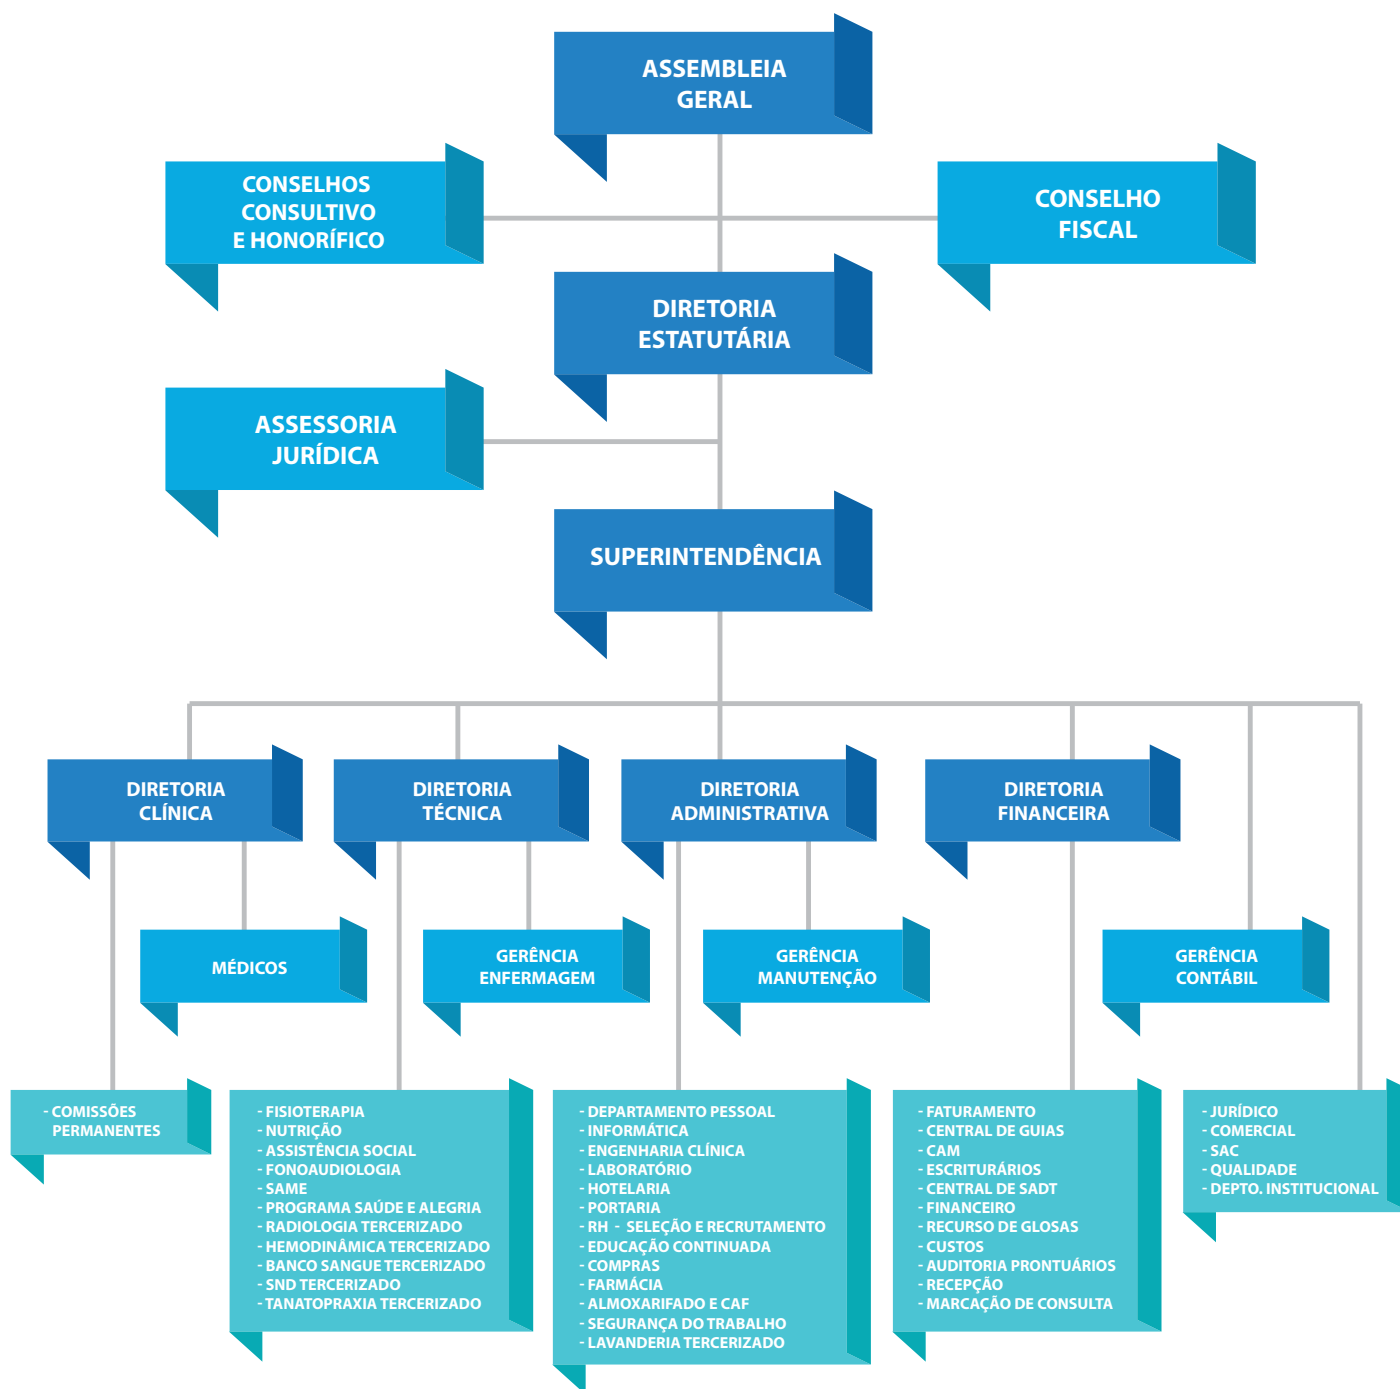 ASSEMBLEIA
GERAL
CONSELHOS
CONSULTIVO
E HONORÍFICO
CONSELHO
FISCAL
DIRETORIA
ESTATUTÁRIA
ASSESSORIA
JURÍDICA
SUPERINTENDÊNCIA
DIRETORIA
CLÍNICA
DIRETORIA
TÉCNICA
DIRETORIA
ADMINISTRATIVA
DIRETORIA
FINANCEIRA
MÉDICOS
GERÊNCIA
ENFERMAGEM
GERÊNCIA
MANUTENÇÃO
GERÊNCIA
CONTÁBIL
- COMISSÕES
PERMANENTES
- FISIOTERAPIA
- NUTRIÇÃO
- ASSISTÊNCIA SOCIAL
- FONOAUDIOLOGIA
- SAME
- PROGRAMA SAÚDE E ALEGRIA
- RADIOLOGIA TERCERIZADO
- HEMODINÂMICA TERCERIZADO
- BANCO SANGUE TERCERIZADO
- SND TERCERIZADO
- TANATOPRAXIA TERCERIZADO
- DEPARTAMENTO PESSOAL
- INFORMÁTICA
- ENGENHARIA CLÍNICA
- LABORATÓRIO
- HOTELARIA
- PORTARIA
- RH - SELEÇÃO E RECRUTAMENTO
- EDUCAÇÃO CONTINUADA
- COMPRAS
- FARMÁCIA
- ALMOXARIFADO E CAF
- SEGURANÇA DO TRABALHO
- LAVANDERIA TERCERIZADO
- FATURAMENTO
- CENTRAL DE GUIAS
- CAM
- ESCRITURÁRIOS
- CENTRAL DE SADT
- FINANCEIRO
- RECURSO DE GLOSAS
- CUSTOS
- AUDITORIA PRONTUÁRIOS
- RECEPÇÃO
- MARCAÇÃO DE CONSULTA
- JURÍDICO
- COMERCIAL
- SAC
- QUALIDADE
- DEPTO. INSTITUCIONAL